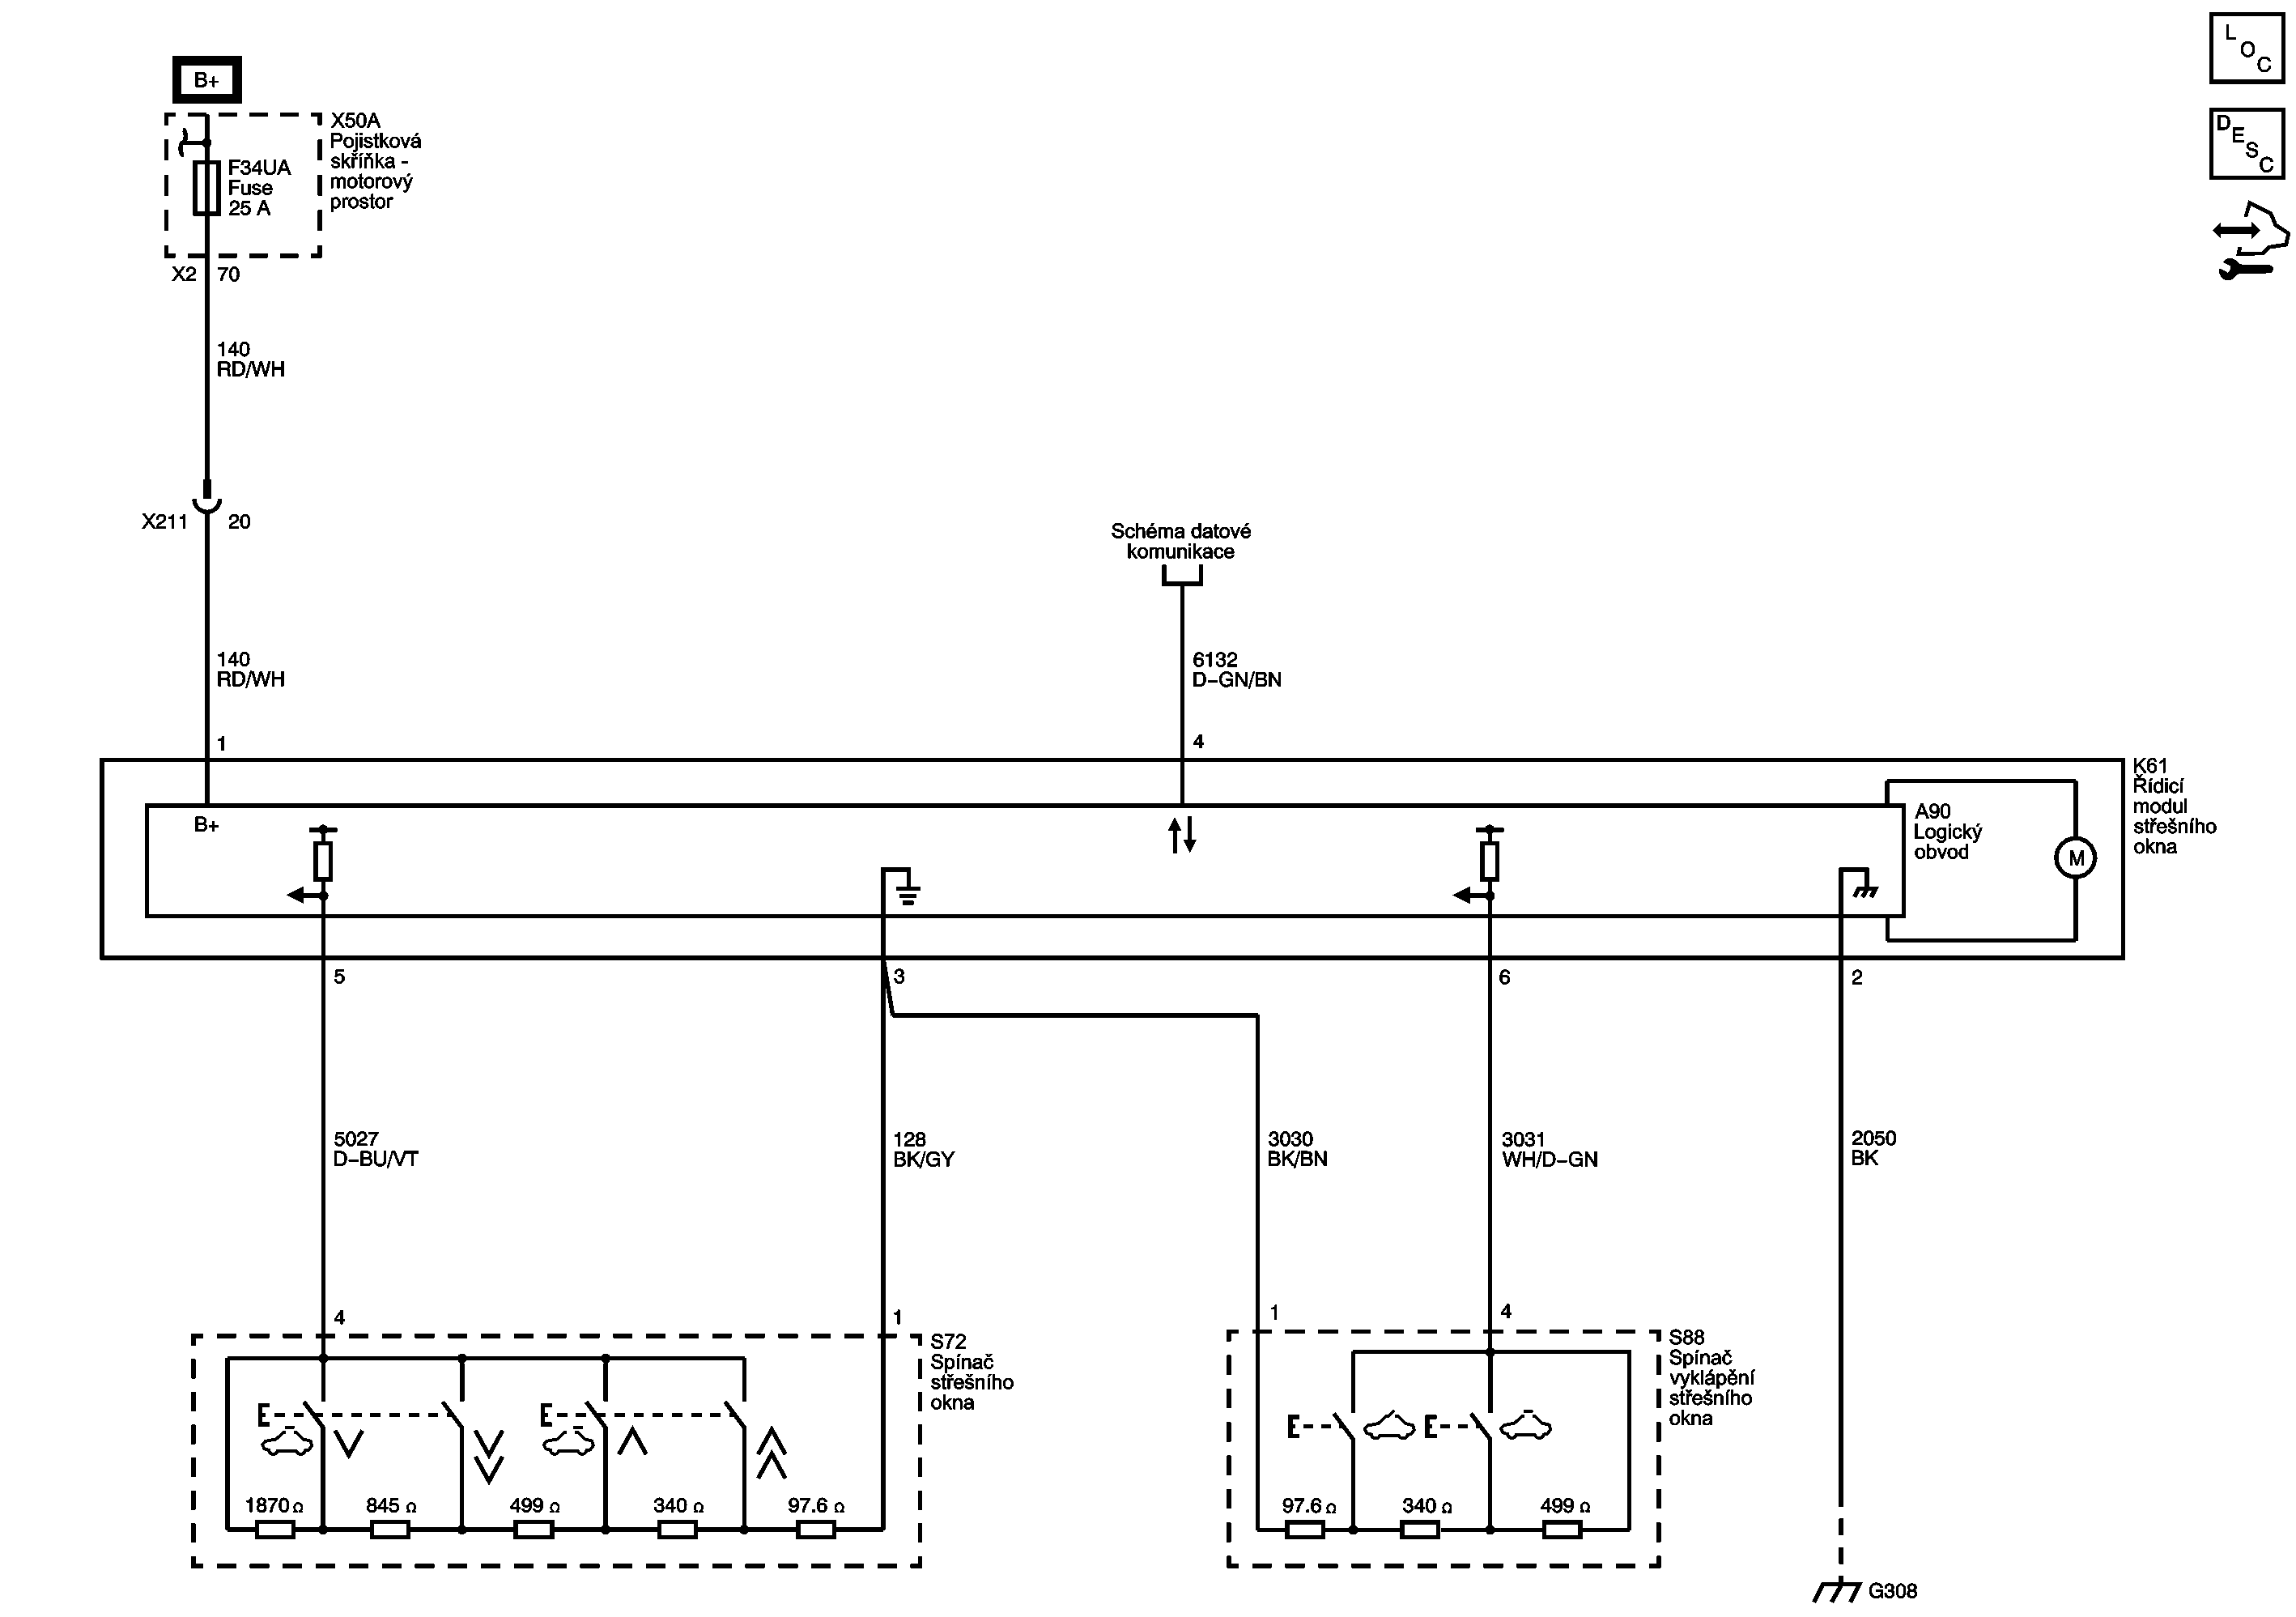 L
O
C
B+
X50A
Pojistková
skříňka -
motorový
prostor
F34UA
Fuse
25 A
D
E
S
C
X2 70
140
RD/WH
X211 20
Schéma datové
komunikace
140
RD/WH
6132
D-GN/BN
1
4
K61
Řídicí
modul
střešního
okna
B+
A90
Logický
obvod
M
5
3
6
2
5027
D-BU/VT
128
BK/GY
3030
BK/BN
3031
WH/D-GN
2050
BK
4
1
1
4
S72
Spínač
střešního
okna
S88
Spínač
vyklápění
střešního
okna
1870 Ω
845 Ω
499 Ω
340 Ω
97.6 Ω
97.6 Ω
340 Ω
499 Ω
G308